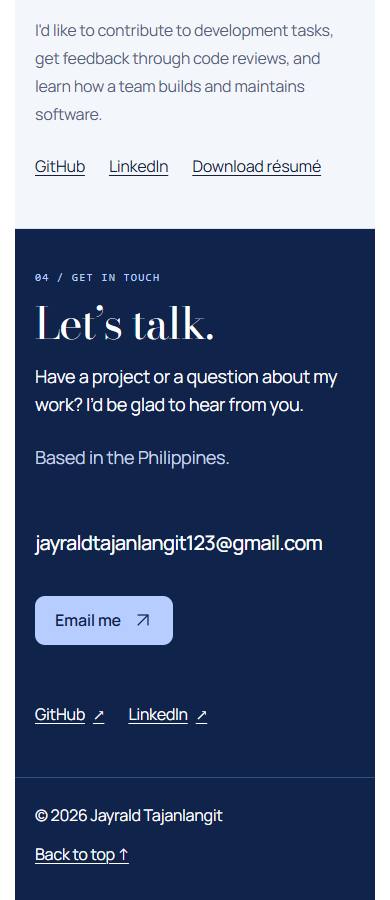 I'd like to contribute to development tasks,
get feedback through code reviews, and
learn how a team builds and maintains
software.
GitHub LinkedIn Download résumé
04 / GET IN TOUCH
Let’s talk.
Have a project or a question about my
work? I’d be glad to hear from you.
Based in the Philippines.
jayraldtajanlangit123@gmail.com
Email me ↗
GitHub ↗ LinkedIn ↗
© 2026 Jayrald Tajanlangit
Back to top ↑